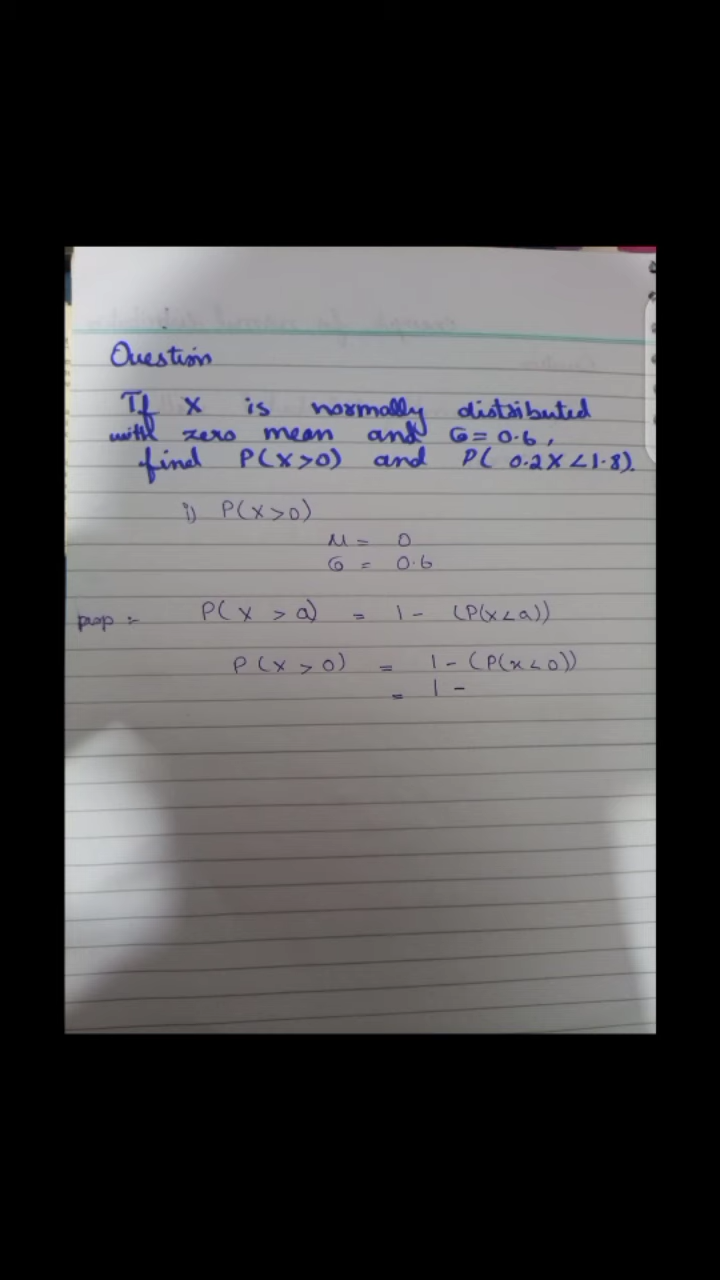 Question
If X is normally distributed
with zero mean and σ = 0.6,
find P(X>0) and P( 0.2X<1.8).
i) P(X>0)
μ = 0
σ = 0.6
prop :- P( X > a) = 1 - (P(x<a))
P(X > 0) = 1 - (P(x<0))
= 1 -